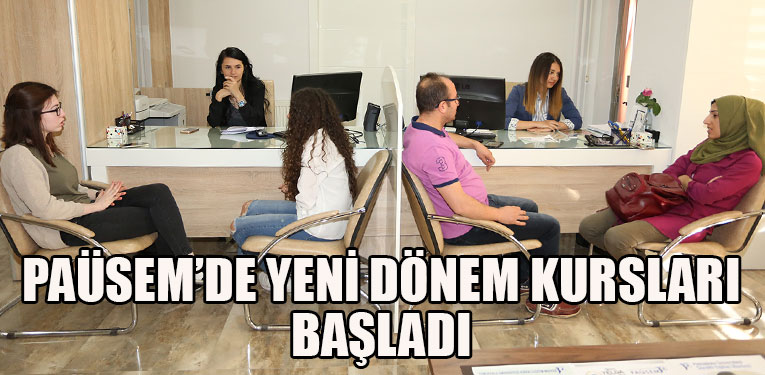 PAÜSEM’DE YENİ DÖNEM KURSLARI
BAŞLADI